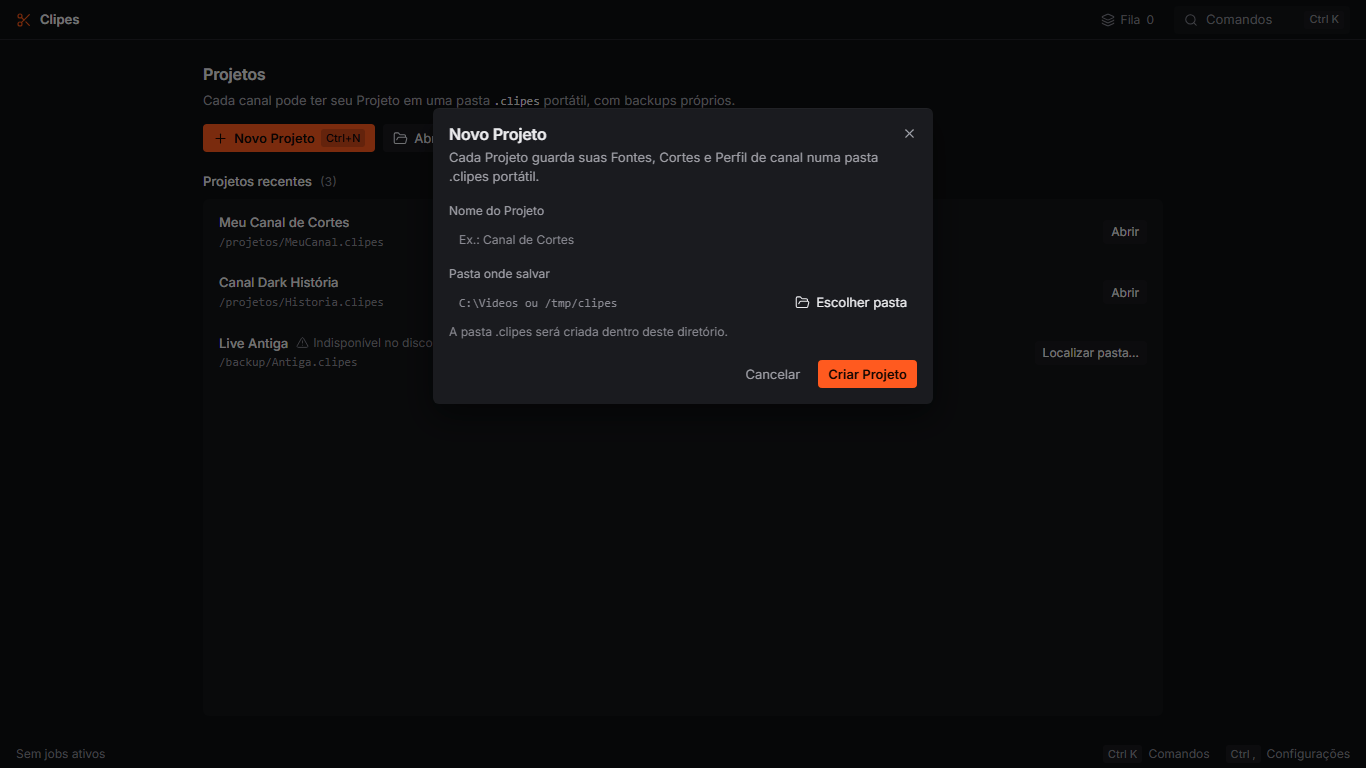 Clipes
Fila 0
Comandos Ctrl K
Projetos
Cada canal pode ter seu Projeto em uma pasta .clipes portátil, com backups próprios.
Novo Projeto Ctrl+N
Projetos recentes (3)
Meu Canal de Cortes
/projetos/MeuCanal.clipes
Abrir
Canal Dark História
/projetos/Historia.clipes
Abrir
Live Antiga Indisponível no disco
/backup/Antiga.clipes
Localizar pasta...
Novo Projeto
Cada Projeto guarda suas Fontes, Cortes e Perfil de canal numa pasta
.clipes portátil.
Nome do Projeto
Ex.: Canal de Cortes
Pasta onde salvar
C:\Videos ou /tmp/clipes
Escolher pasta
A pasta .clipes será criada dentro deste diretório.
Cancelar
Criar Projeto
Sem jobs ativos
Ctrl K Comandos
Ctrl , Configurações